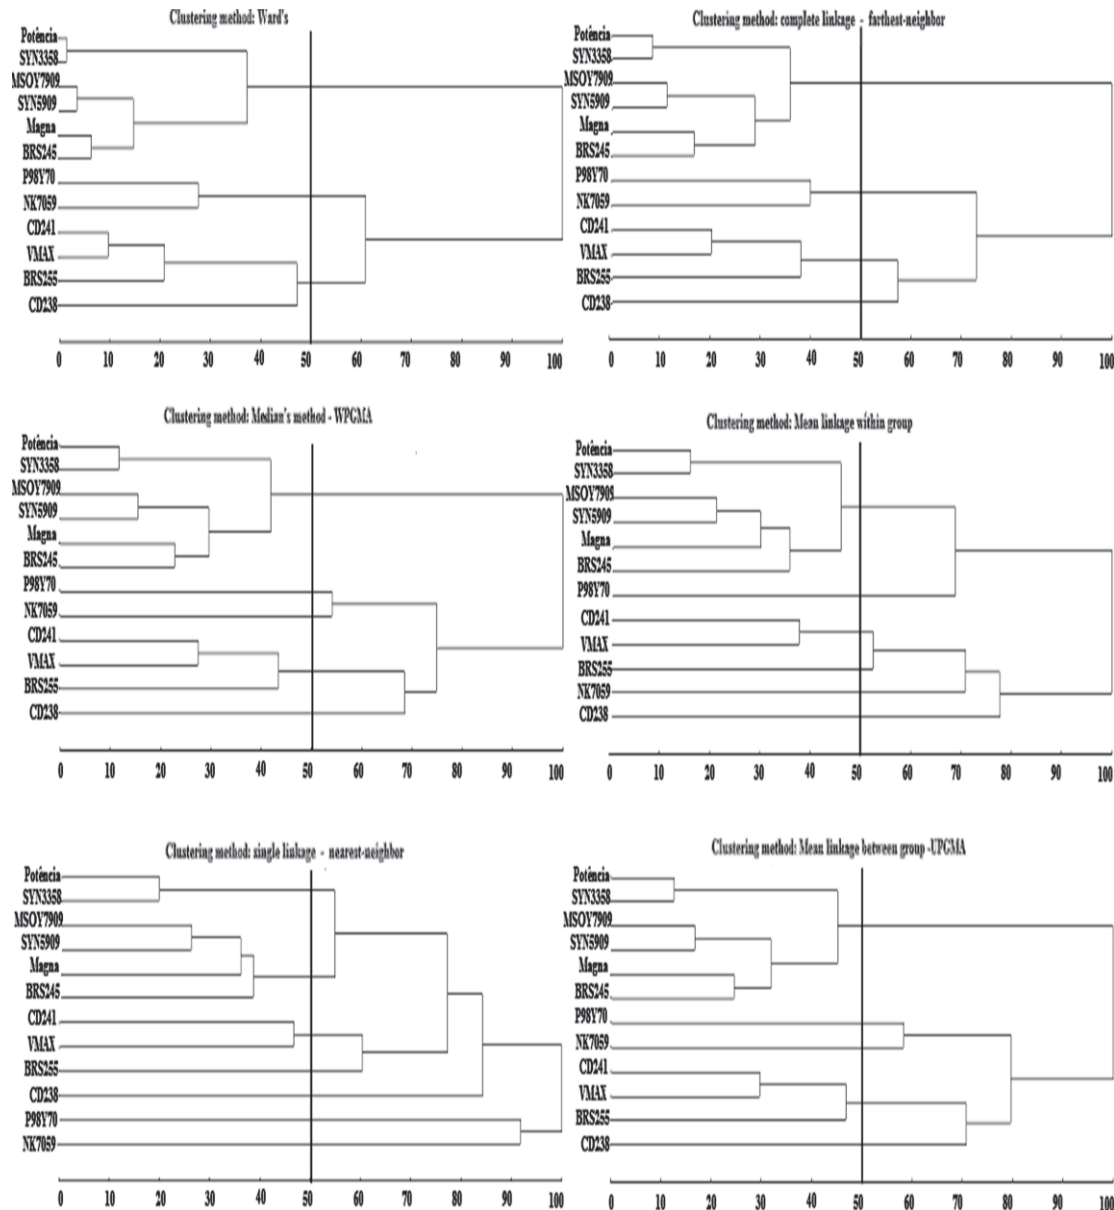 Clustering method: Ward's
Potência
SYN3358
MSOY7909
SYN5909
Magna
BRS245
P98Y70
NK7059
CD241
VMAX
BRS255
CD238
0 10 20 30 40 50 60 70 80 90 100
Clustering method: complete linkage - farthest-neighbor
Potência
SYN3358
MSOY7909
SYN5909
Magna
BRS245
P98Y70
NK7059
CD241
VMAX
BRS255
CD238
0 10 20 30 40 50 60 70 80 90 100
Clustering method: Median's method - WPGMA
Potência
SYN3358
MSOY7909
SYN5909
Magna
BRS245
P98Y70
NK7059
CD241
VMAX
BRS255
CD238
0 10 20 30 40 50 60 70 80 90 100
Clustering method: Mean linkage within group
Potência
SYN3358
MSOY7909
SYN5909
Magna
BRS245
P98Y70
CD241
VMAX
BRS255
NK7059
CD238
0 10 20 30 40 50 60 70 80 90 100
Clustering method: single linkage - nearest-neighbor
Potência
SYN3358
MSOY7909
SYN5909
Magna
BRS245
CD241
VMAX
BRS255
CD238
P98Y70
NK7059
0 10 20 30 40 50 60 70 80 90 100
Clustering method: Mean linkage between group -UPGMA
Potência
SYN3358
MSOY7909
SYN5909
Magna
BRS245
P98Y70
NK7059
CD241
VMAX
BRS255
CD238
0 10 20 30 40 50 60 70 80 90 100